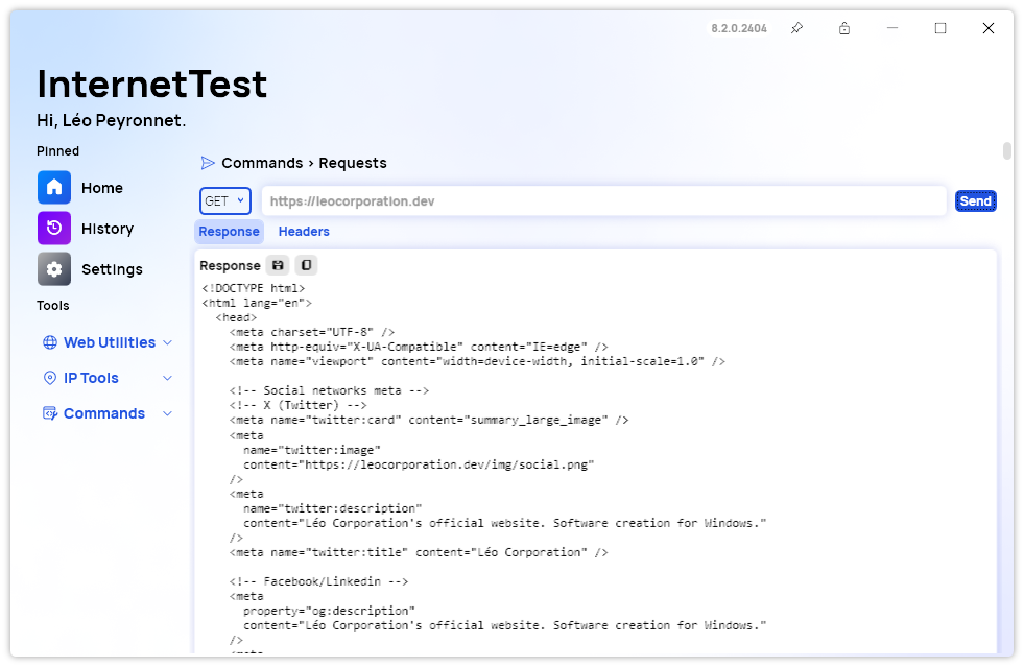 8.2.0.2404
InternetTest
Hi, Léo Peyronnet.
Pinned
Home
History
Settings
Tools
Web Utilities
IP Tools
Commands
Commands › Requests
GET
https://leocorporation.dev
Send
Response
Headers
Response
<!DOCTYPE html>
<html lang="en">
<head>
<meta charset="UTF-8" />
<meta http-equiv="X-UA-Compatible" content="IE=edge" />
<meta name="viewport" content="width=device-width, initial-scale=1.0" />
<!-- Social networks meta -->
<!-- X (Twitter) -->
<meta name="twitter:card" content="summary_large_image" />
<meta
name="twitter:image"
content="https://leocorporation.dev/img/social.png"
/>
<meta
name="twitter:description"
content="Léo Corporation's official website. Software creation for Windows."
/>
<meta name="twitter:title" content="Léo Corporation" />
<!-- Facebook/Linkedin -->
<meta
property="og:description"
content="Léo Corporation's official website. Software creation for Windows."
/>